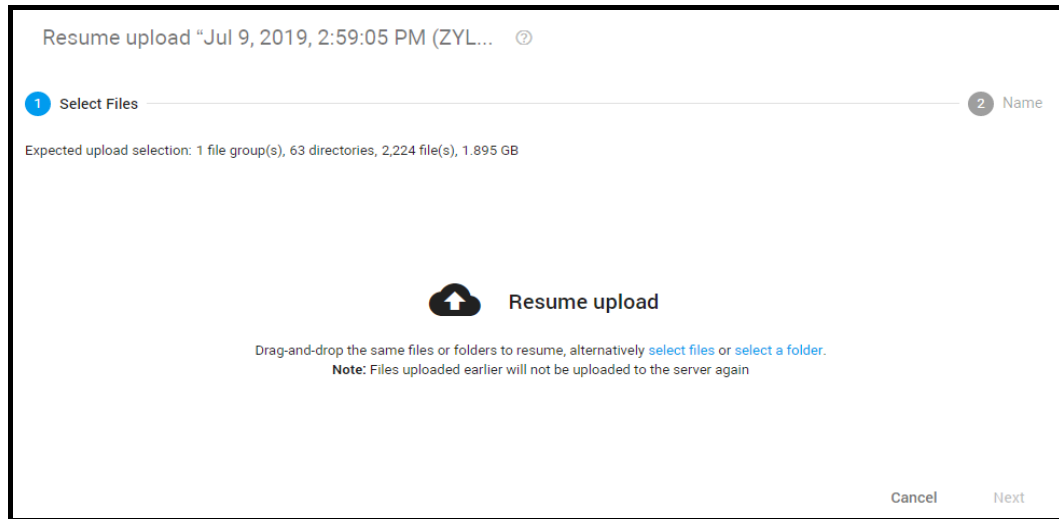 Resume upload “Jul 9, 2019, 2:59:05 PM (ZYL... ?
1 Select Files 2 Name
Expected upload selection: 1 file group(s), 63 directories, 2,224 file(s), 1.895 GB
Resume upload
Drag-and-drop the same files or folders to resume, alternatively select files or select a folder.
Note: Files uploaded earlier will not be uploaded to the server again
Cancel Next